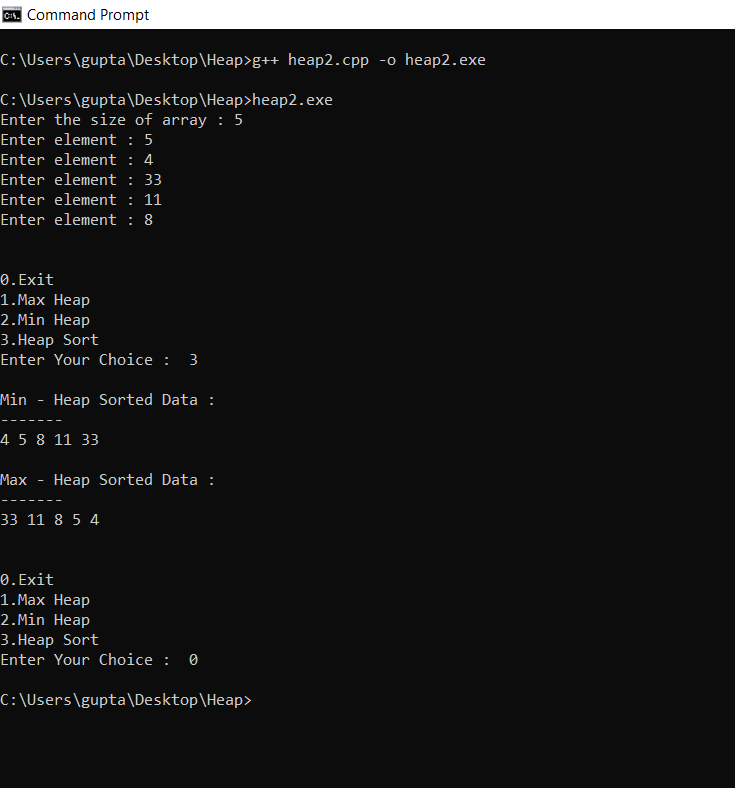 Command Prompt
C:\Users\gupta\Desktop\Heap>g++ heap2.cpp -o heap2.exe
C:\Users\gupta\Desktop\Heap>heap2.exe
Enter the size of array : 5
Enter element : 5
Enter element : 4
Enter element : 33
Enter element : 11
Enter element : 8
0.Exit
1.Max Heap
2.Min Heap
3.Heap Sort
Enter Your Choice :  3
Min - Heap Sorted Data :
-------
4 5 8 11 33
Max - Heap Sorted Data :
-------
33 11 8 5 4
0.Exit
1.Max Heap
2.Min Heap
3.Heap Sort
Enter Your Choice :  0
C:\Users\gupta\Desktop\Heap>